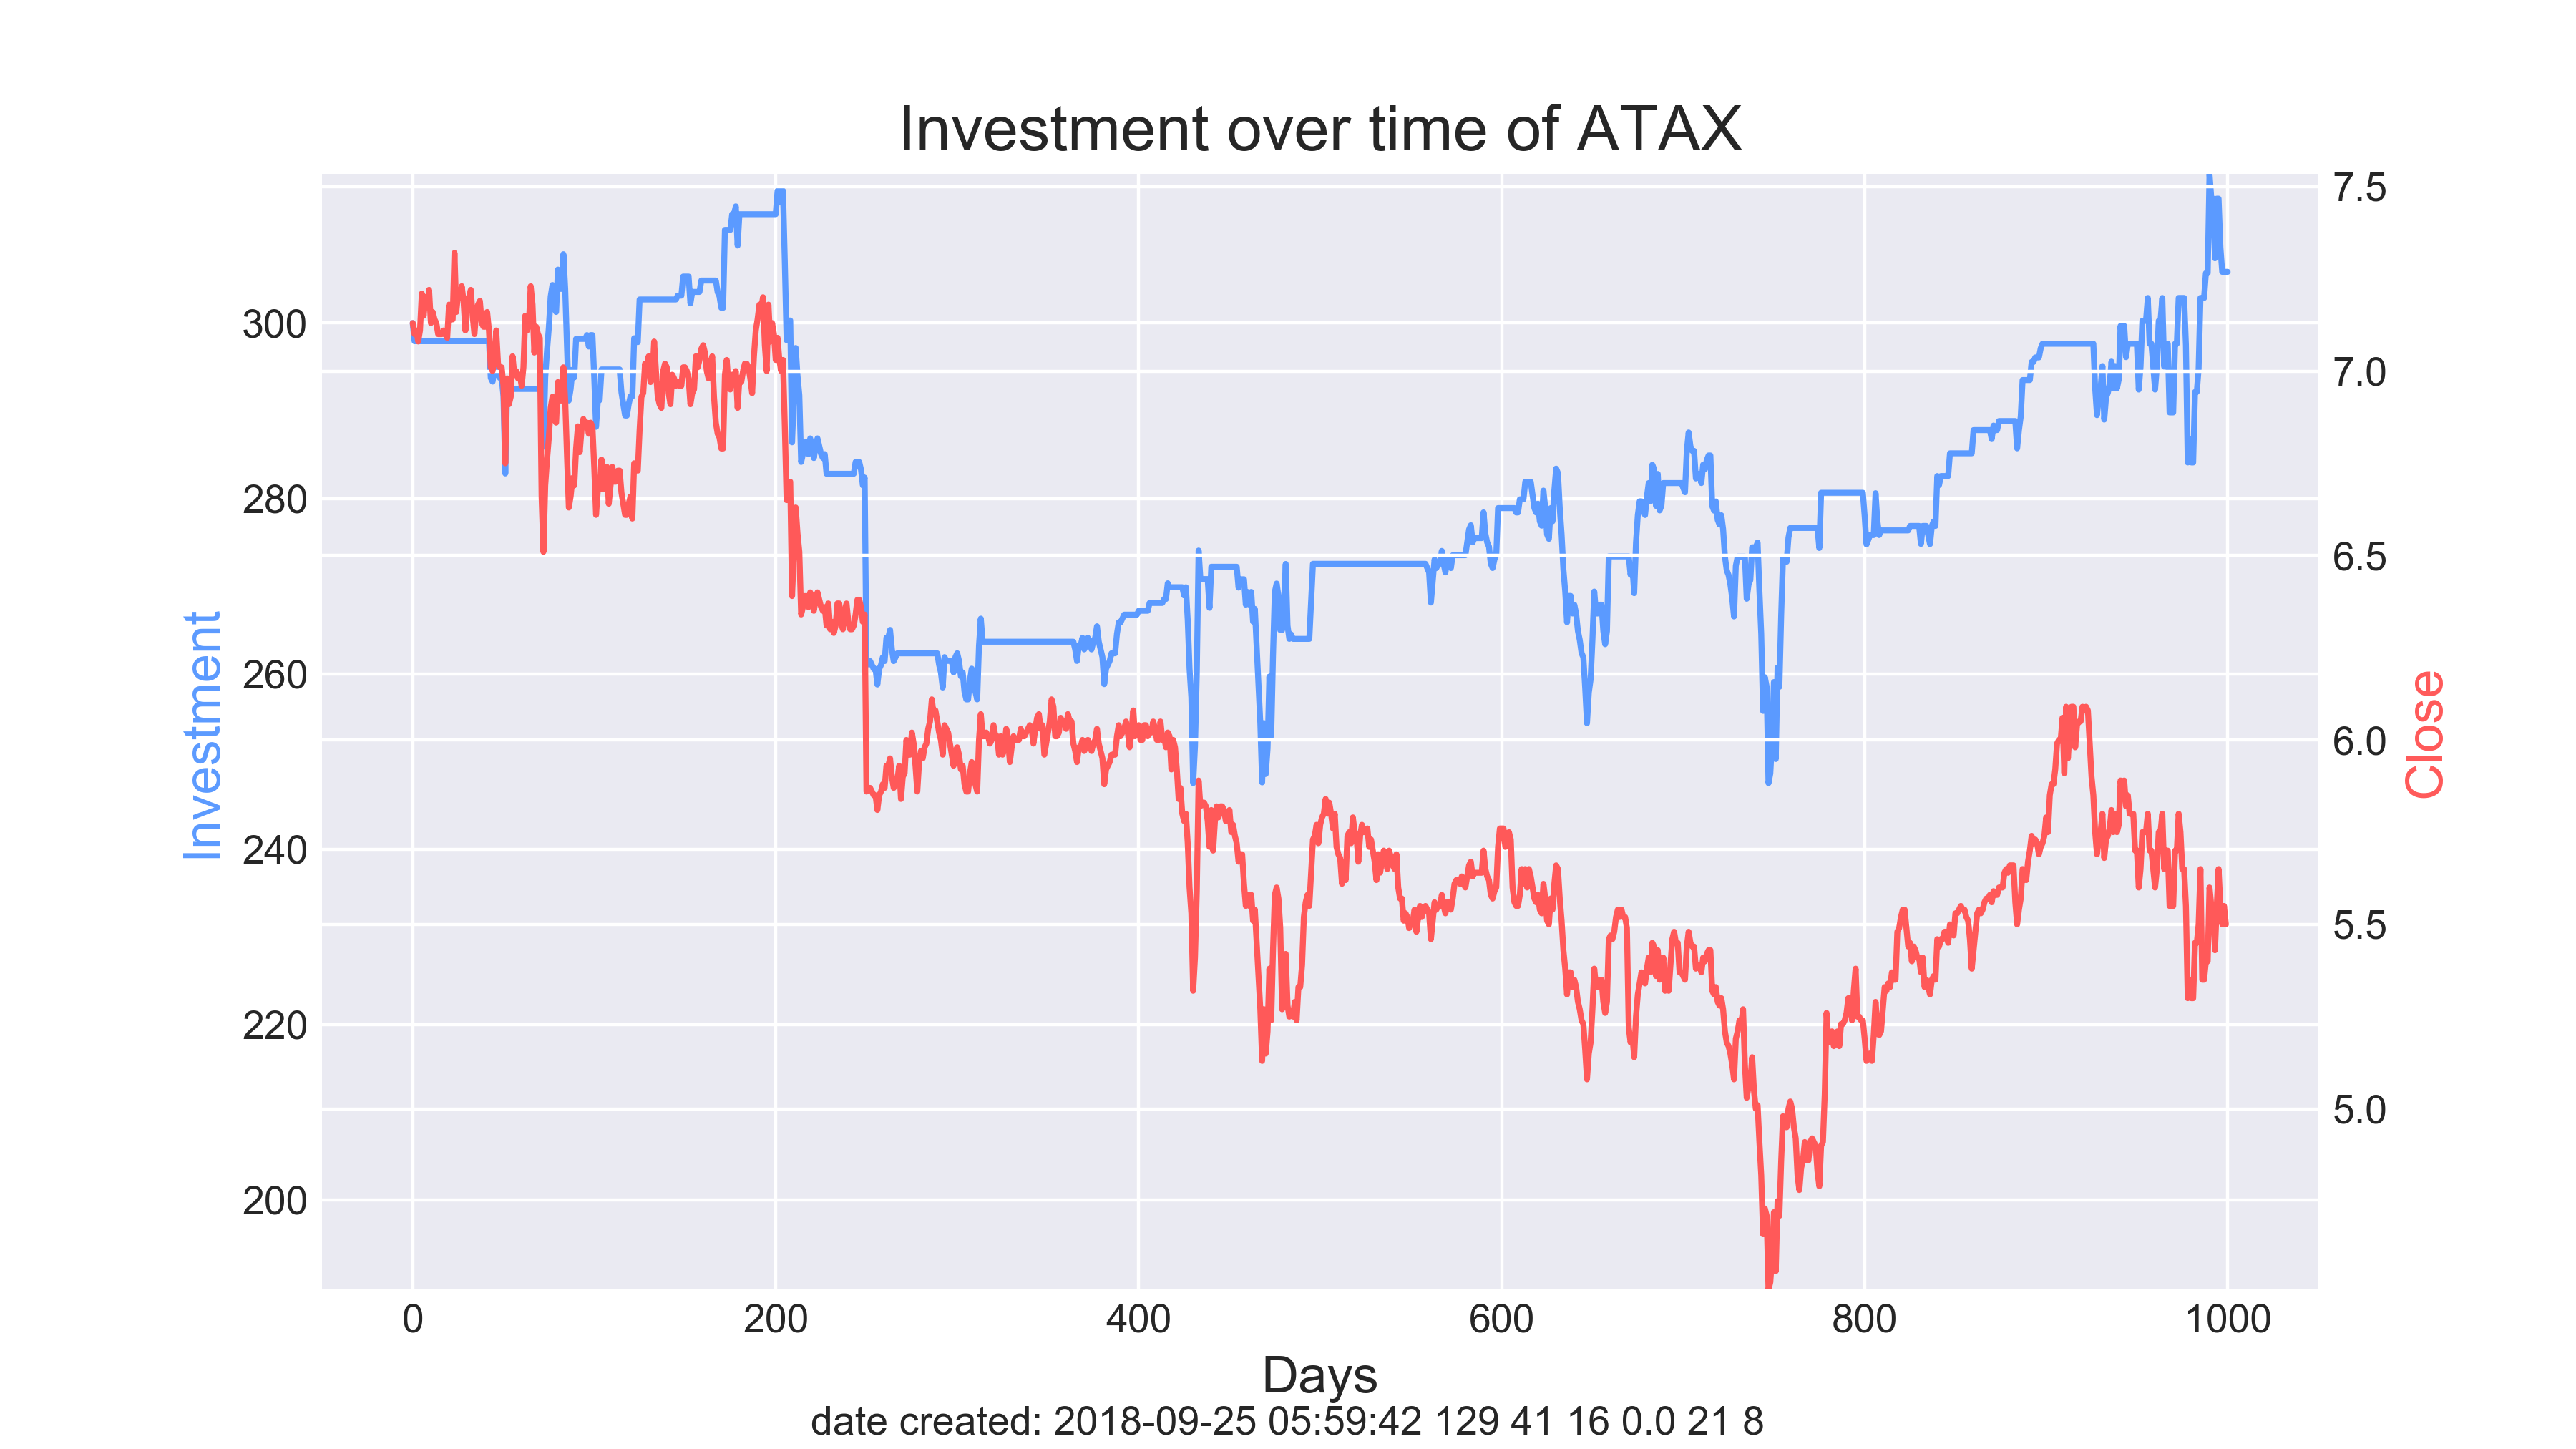 Investment over time of ATAX
Investment
300
280
260
240
220
200
7.5
7.0
6.5
6.0
5.5
5.0
Close
0 200 400 600 800 1000
Days
date created: 2018-09-25 05:59:42 129 41 16 0.0 21 8